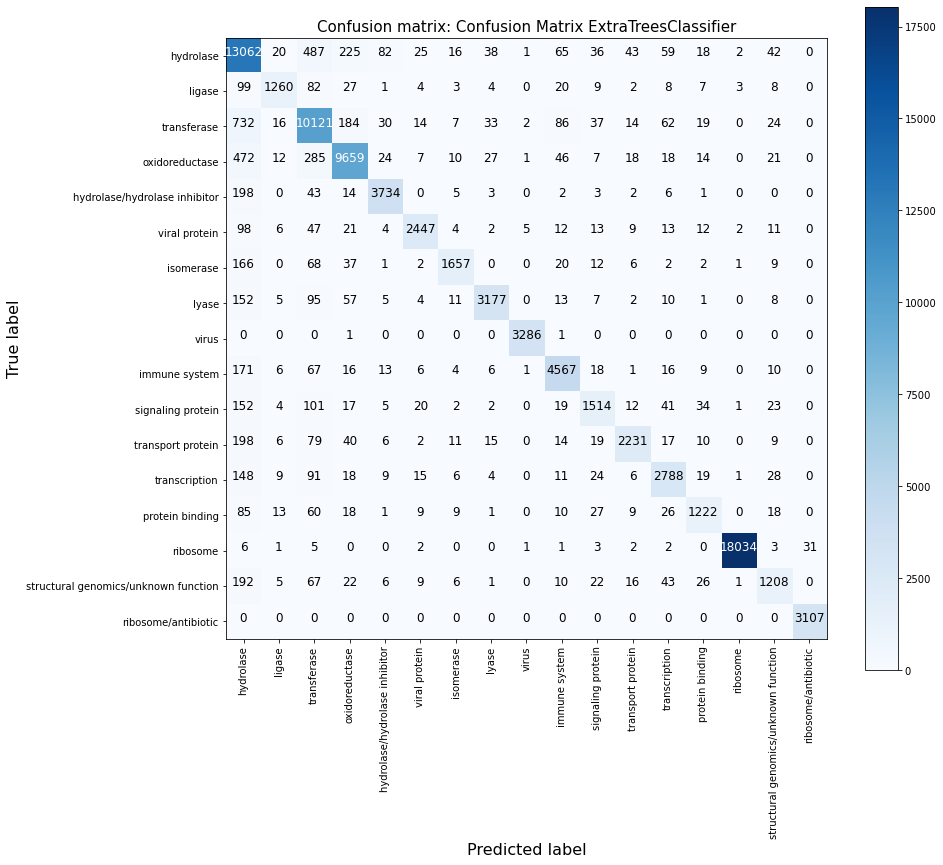 Confusion matrix: Confusion Matrix ExtraTreesClassifier
hydrolase 13062 20 487 225 82 25 16 38 1 65 36 43 59 18 2 42 0
ligase 99 1260 82 27 1 4 3 4 0 20 9 2 8 7 3 8 0
transferase 732 16 10121 184 30 14 7 33 2 86 37 14 62 19 0 24 0
oxidoreductase 472 12 285 9659 24 7 10 27 1 46 7 18 18 14 0 21 0
hydrolase/hydrolase inhibitor 198 0 43 14 3734 0 5 3 0 2 3 2 6 1 0 0 0
viral protein 98 6 47 21 4 2447 4 2 5 12 13 9 13 12 2 11 0
isomerase 166 0 68 37 1 2 1657 0 0 20 12 6 2 2 1 9 0
lyase 152 5 95 57 5 4 11 3177 0 13 7 2 10 1 0 8 0
virus 0 0 0 1 0 0 0 0 3286 1 0 0 0 0 0 0 0
immune system 171 6 67 16 13 6 4 6 1 4567 18 1 16 9 0 10 0
signaling protein 152 4 101 17 5 20 2 2 0 19 1514 12 41 34 1 23 0
transport protein 198 6 79 40 6 2 11 15 0 14 19 2231 17 10 0 9 0
transcription 148 9 91 18 9 15 6 4 0 11 24 6 2788 19 1 28 0
protein binding 85 13 60 18 1 9 9 1 0 10 27 9 26 1222 0 18 0
ribosome 6 1 5 0 0 2 0 0 1 1 3 2 2 0 18034 3 31
structural genomics/unknown function 192 5 67 22 6 9 6 1 0 10 22 16 43 26 1 1208 0
ribosome/antibiotic 0 0 0 0 0 0 0 0 0 0 0 0 0 0 0 0 3107
True label
hydrolase
ligase
transferase
oxidoreductase
hydrolase/hydrolase inhibitor
viral protein
isomerase
lyase
virus
immune system
signaling protein
transport protein
transcription
protein binding
ribosome
structural genomics/unknown function
ribosome/antibiotic
Predicted label
17500
15000
12500
10000
7500
5000
2500
0